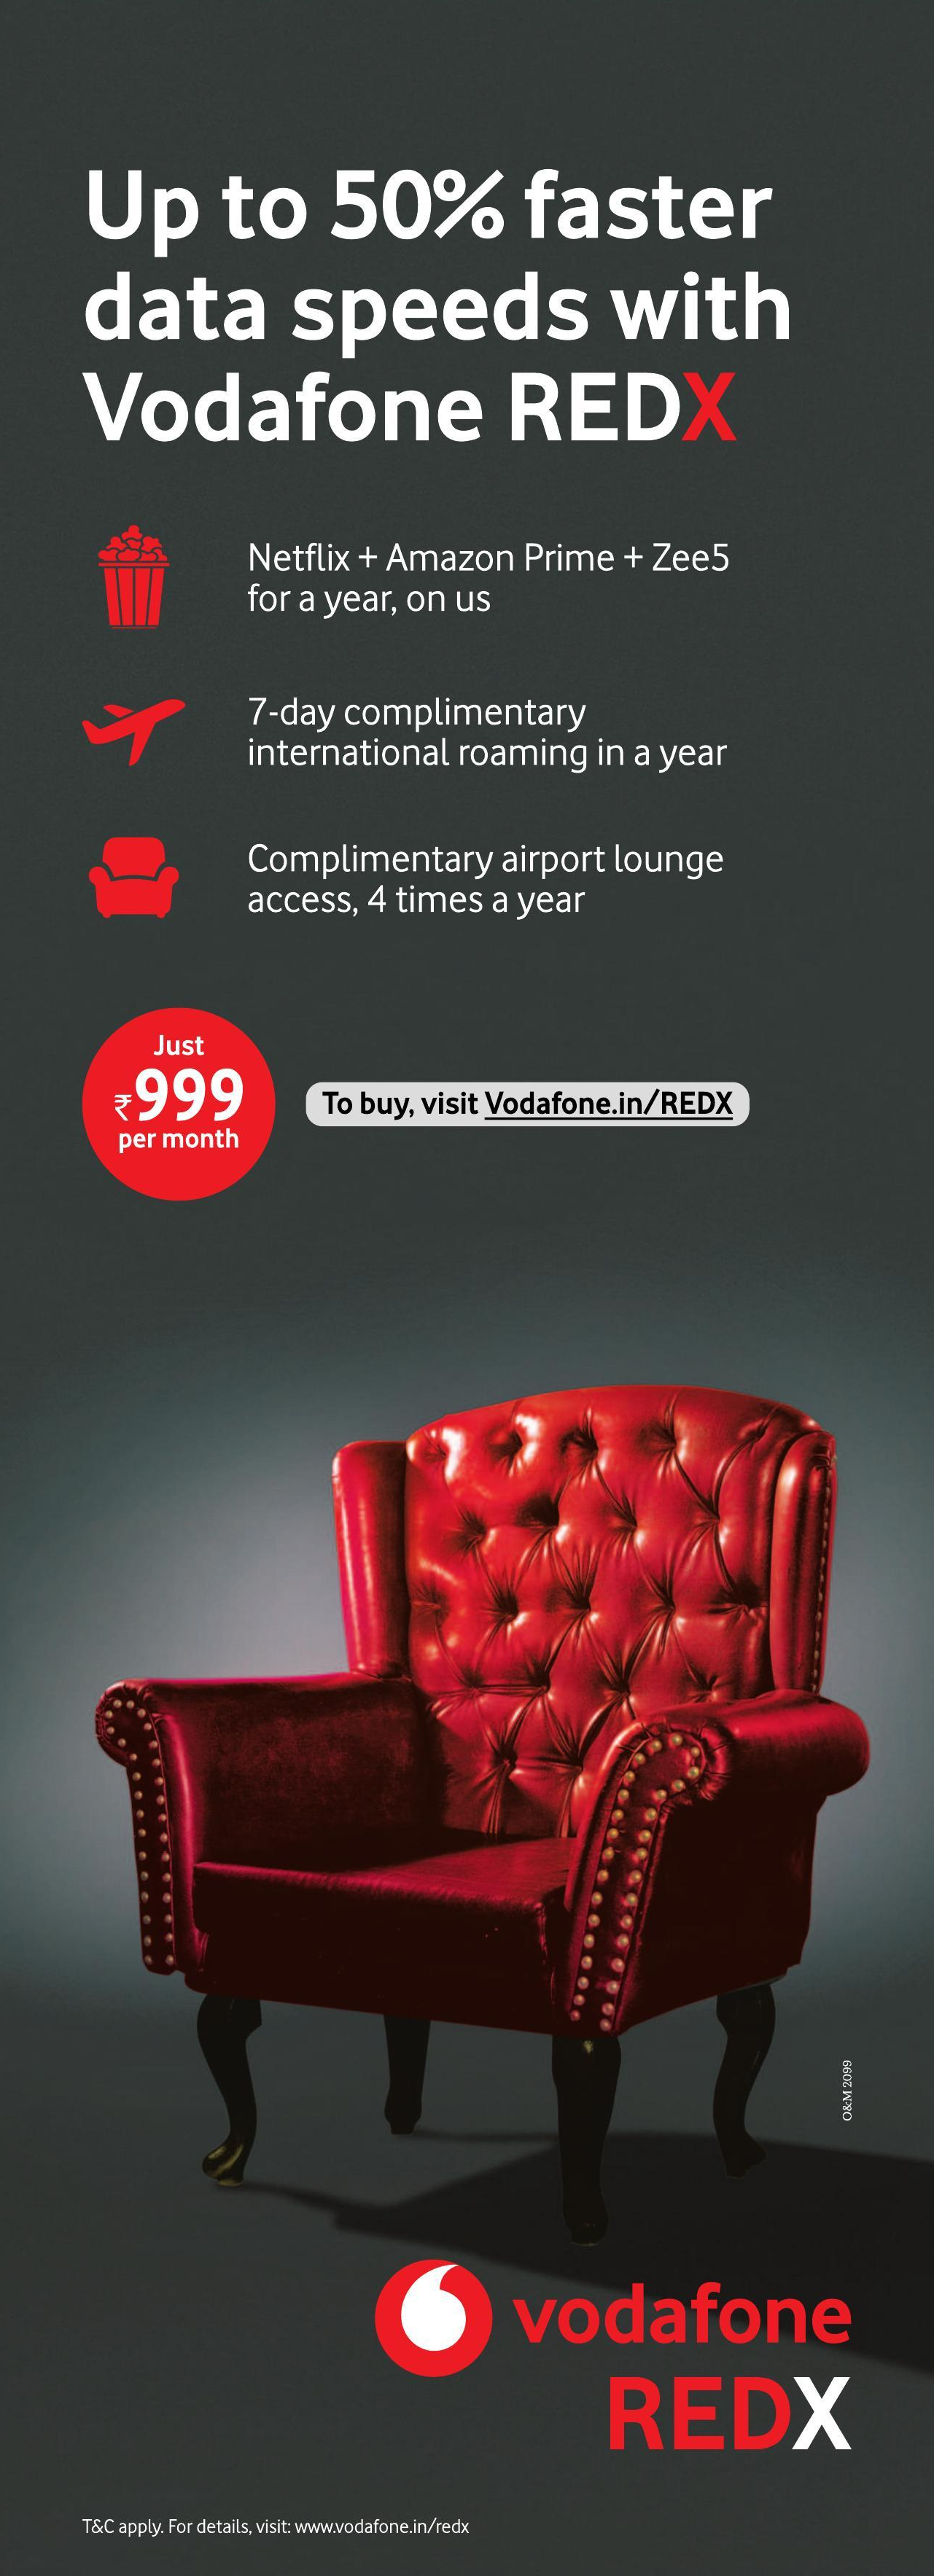 Up to 50% faster
data speeds with
Vodafone REDX
Netflix + Amazon Prime + Zee5
for a year, on us
7-day complimentary
international roaming in a year
Complimentary airport lounge
access, 4 times a year
Just
₹999
per month
To buy, visit Vodafone.in/REDX
O&M 2099
vodafone
REDX
T&C apply. For details, visit: www.vodafone.in/redx